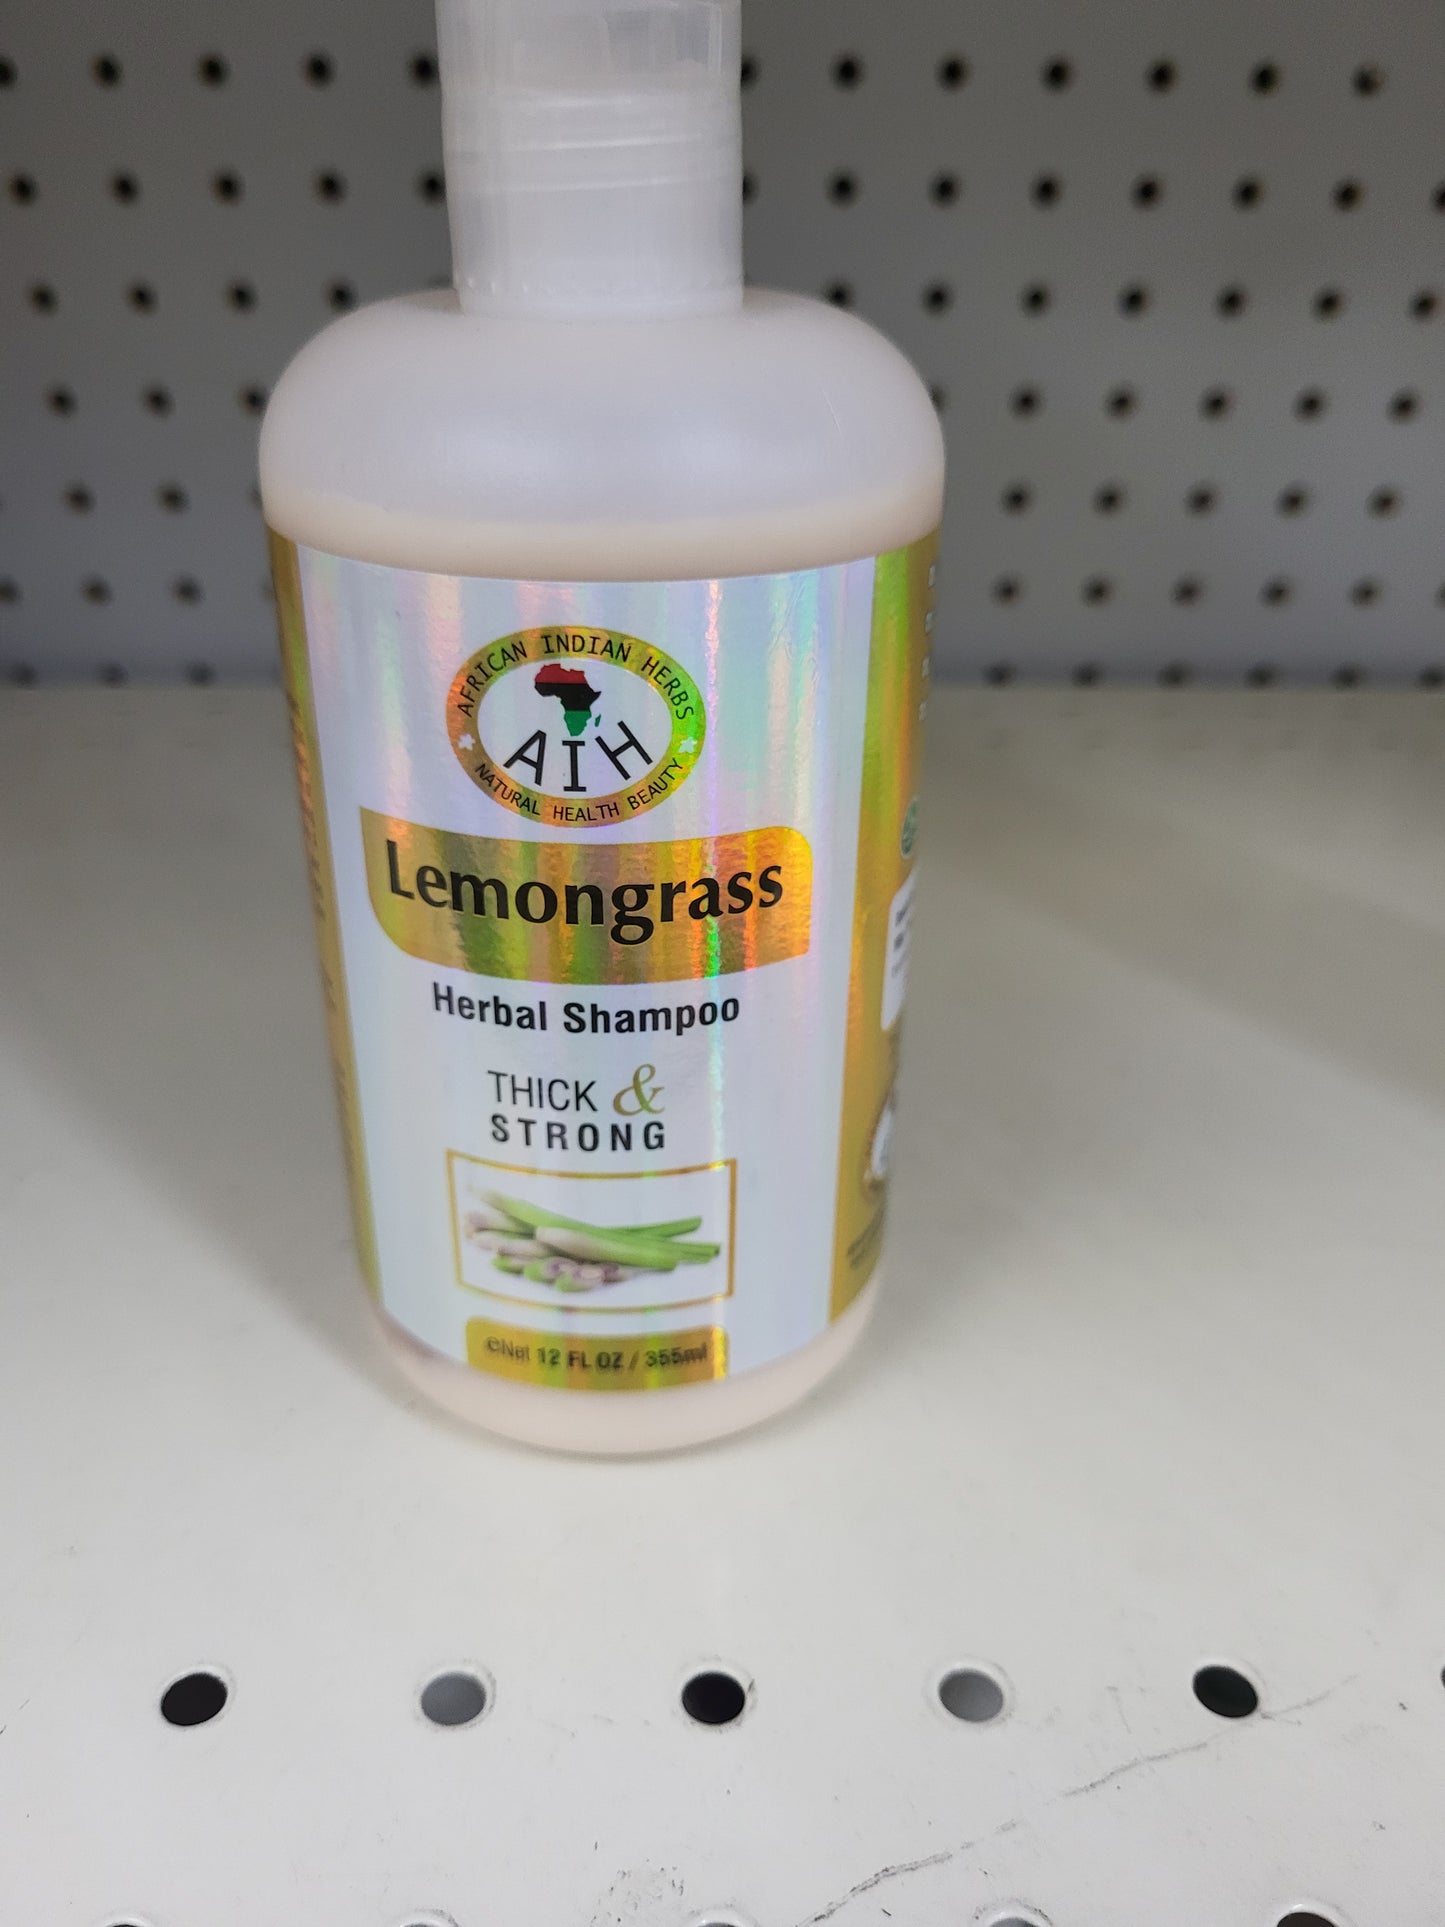 AFRICAN INDIAN HERBS
AIH
NATURAL HEALTH BEAUTY
Lemongrass
Herbal Shampoo
THICK &
STRONG
℮Net 12 FL OZ / 355ml